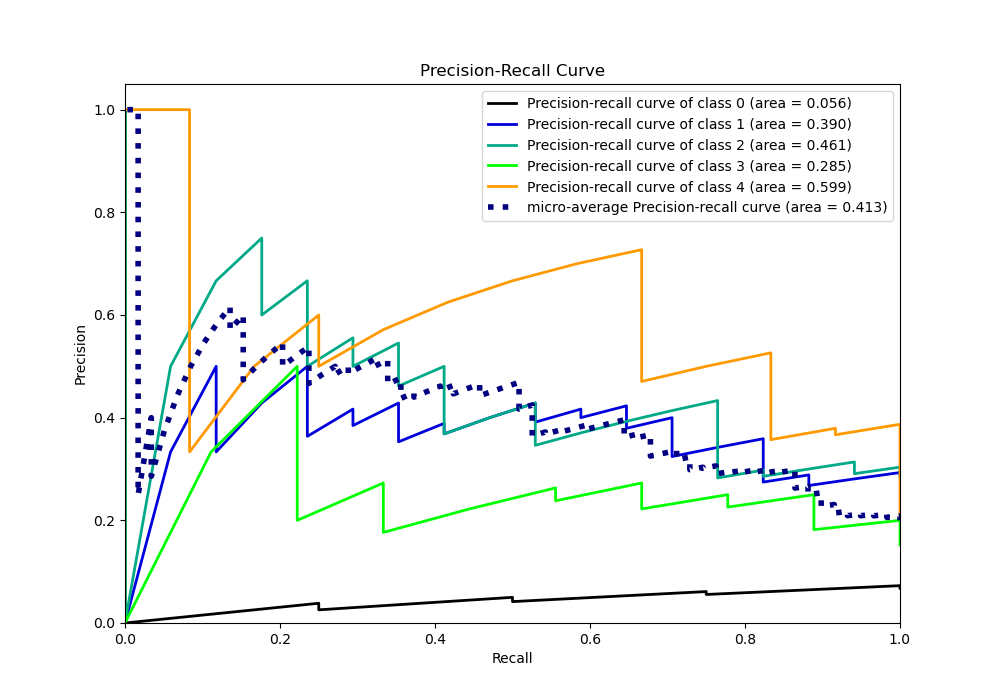 Precision-Recall Curve
Precision-recall curve of class 0 (area = 0.056)
Precision-recall curve of class 1 (area = 0.390)
Precision-recall curve of class 2 (area = 0.461)
Precision-recall curve of class 3 (area = 0.285)
Precision-recall curve of class 4 (area = 0.599)
micro-average Precision-recall curve (area = 0.413)
Precision
1.0
0.8
0.6
0.4
0.2
0.0
0.0 0.2 0.4 0.6 0.8 1.0
Recall